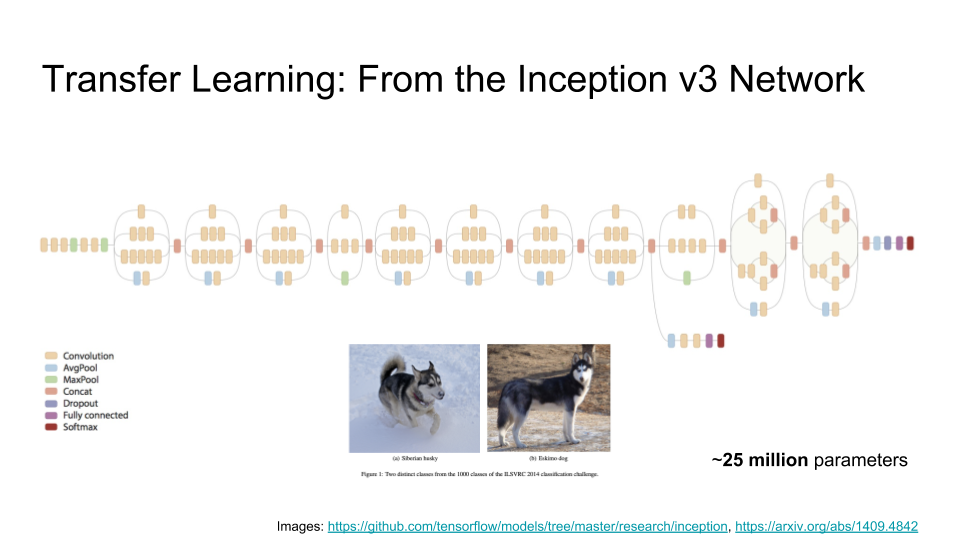 Transfer Learning: From the Inception v3 Network
Convolution
AvgPool
MaxPool
Concat
Dropout
Fully connected
Softmax
(a) Siberian husky
(b) Eskimo dog
Figure 1: Two distinct classes from the 1000 classes of the ILSVRC 2014 classification challenge.
~25 million parameters
Images: https://github.com/tensorflow/models/tree/master/research/inception, https://arxiv.org/abs/1409.4842